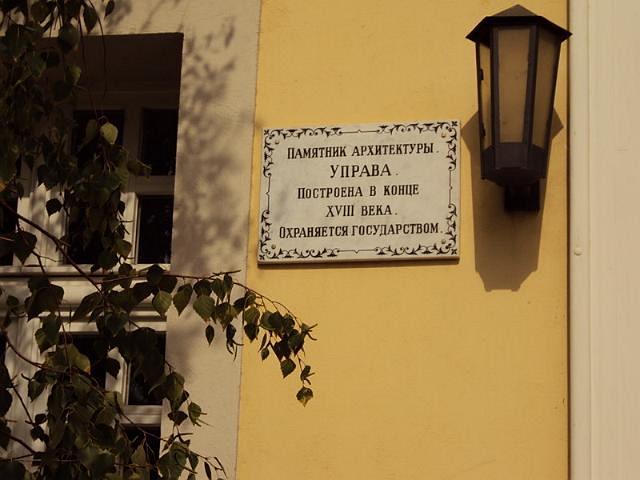 ПАМЯТНИК АРХИТЕКТУРЫ.
УПРАВА.
ПОСТРОЕНА В КОНЦЕ
XVIII ВЕКА.
ОХРАНЯЕТСЯ ГОСУДАРСТВОМ.